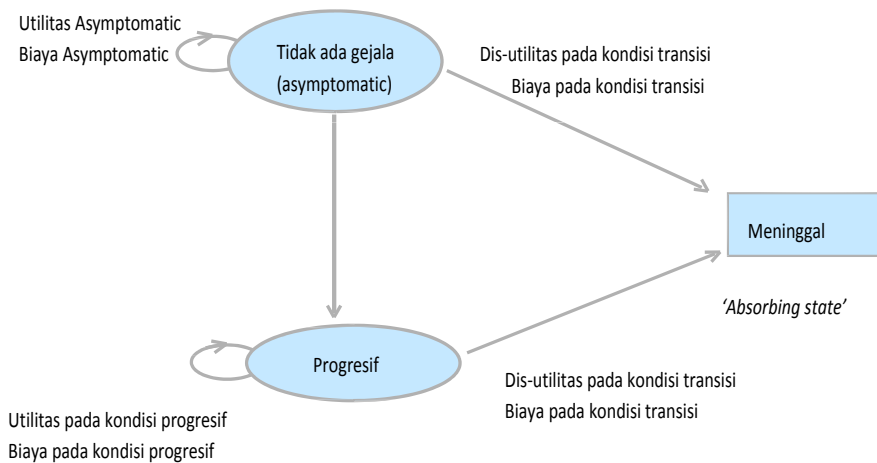 Utilitas Asymptomatic
Biaya Asymptomatic
Tidak ada gejala
(asymptomatic)
Dis-utilitas pada kondisi transisi
Biaya pada kondisi transisi
Meninggal
‘Absorbing state’
Progresif
Dis-utilitas pada kondisi transisi
Biaya pada kondisi transisi
Utilitas pada kondisi progresif
Biaya pada kondisi progresif